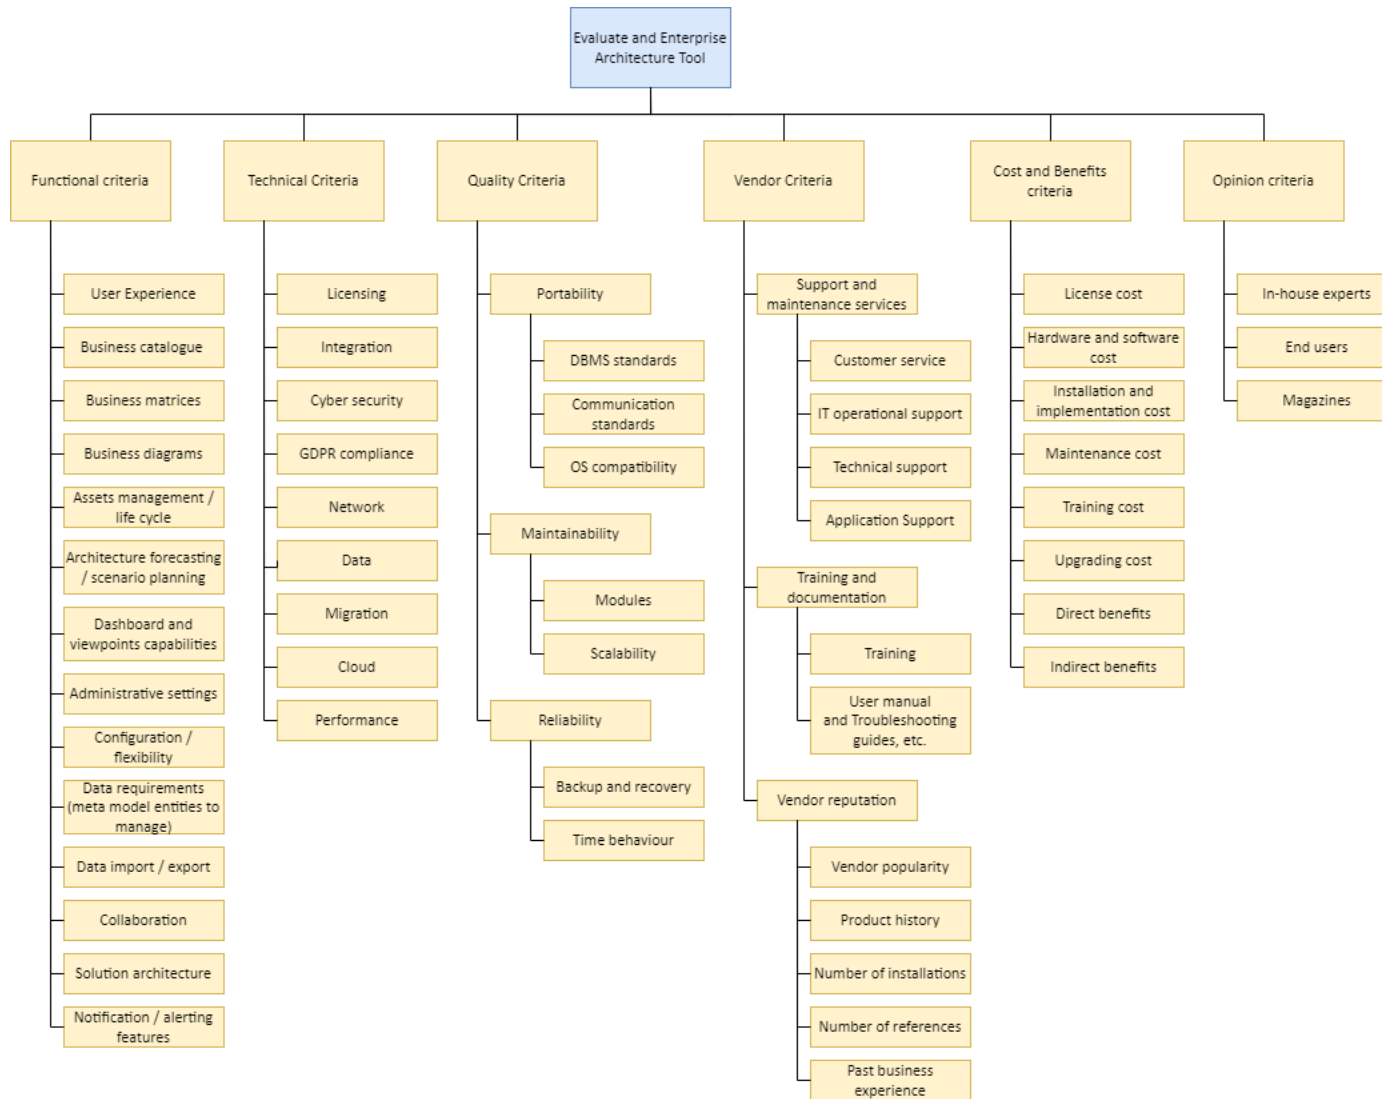 Evaluate and Enterprise
Architecture Tool
Functional criteria
User Experience
Business catalogue
Business matrices
Business diagrams
Assets management /
life cycle
Architecture forecasting
/ scenario planning
Dashboard and
viewpoints capabilities
Administrative settings
Configuration /
flexibility
Data requirements
(meta model entities to
manage)
Data import / export
Collaboration
Solution architecture
Notification / alerting
features
Technical Criteria
Licensing
Integration
Cyber security
GDPR compliance
Network
Data
Migration
Cloud
Performance
Quality Criteria
Portability
DBMS standards
Communication
standards
OS compatibility
Maintainability
Modules
Scalability
Reliability
Backup and recovery
Time behaviour
Vendor Criteria
Support and
maintenance services
Customer service
IT operational support
Technical support
Application Support
Training and
documentation
Training
User manual
and Troubleshooting
guides, etc.
Vendor reputation
Vendor popularity
Product history
Number of installations
Number of references
Past business
experience
Cost and Benefits
criteria
License cost
Hardware and software
cost
Installation and
implementation cost
Maintenance cost
Training cost
Upgrading cost
Direct benefits
Indirect benefits
Opinion criteria
In-house experts
End users
Magazines